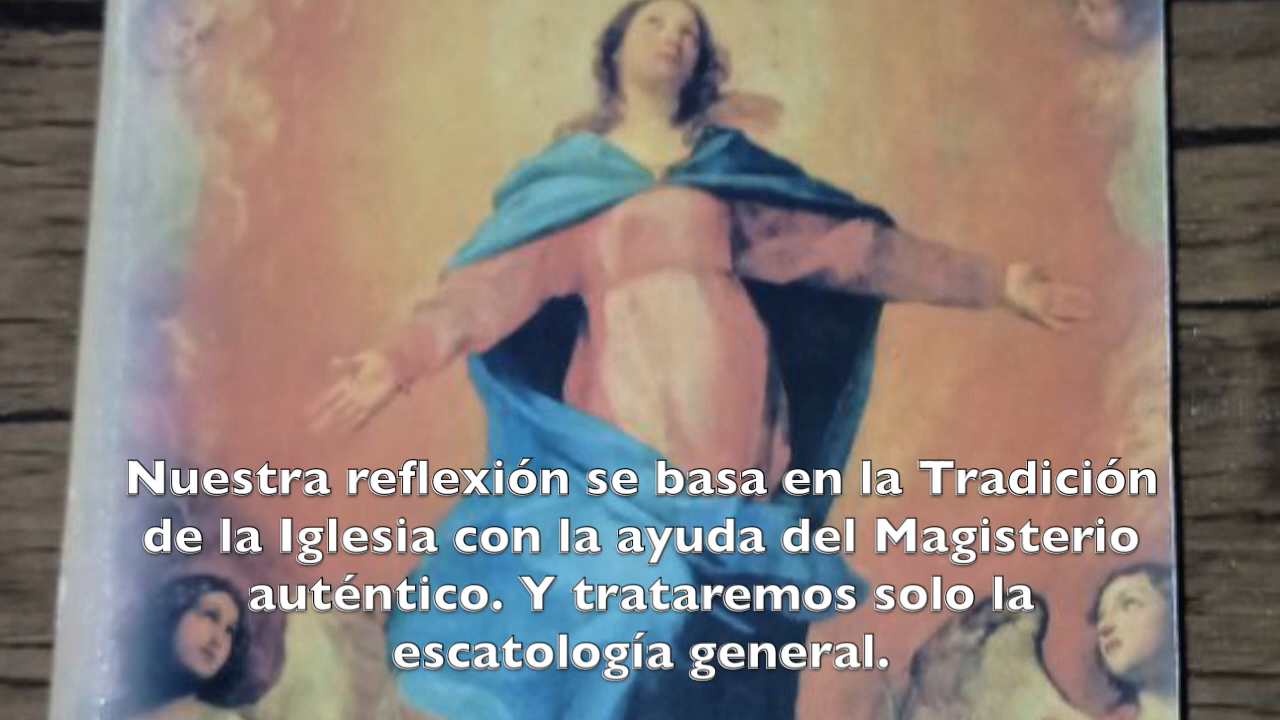 Nuestra reflexión se basa en la Tradición
de la Iglesia con la ayuda del Magisterio
auténtico. Y trataremos solo la
escatología general.